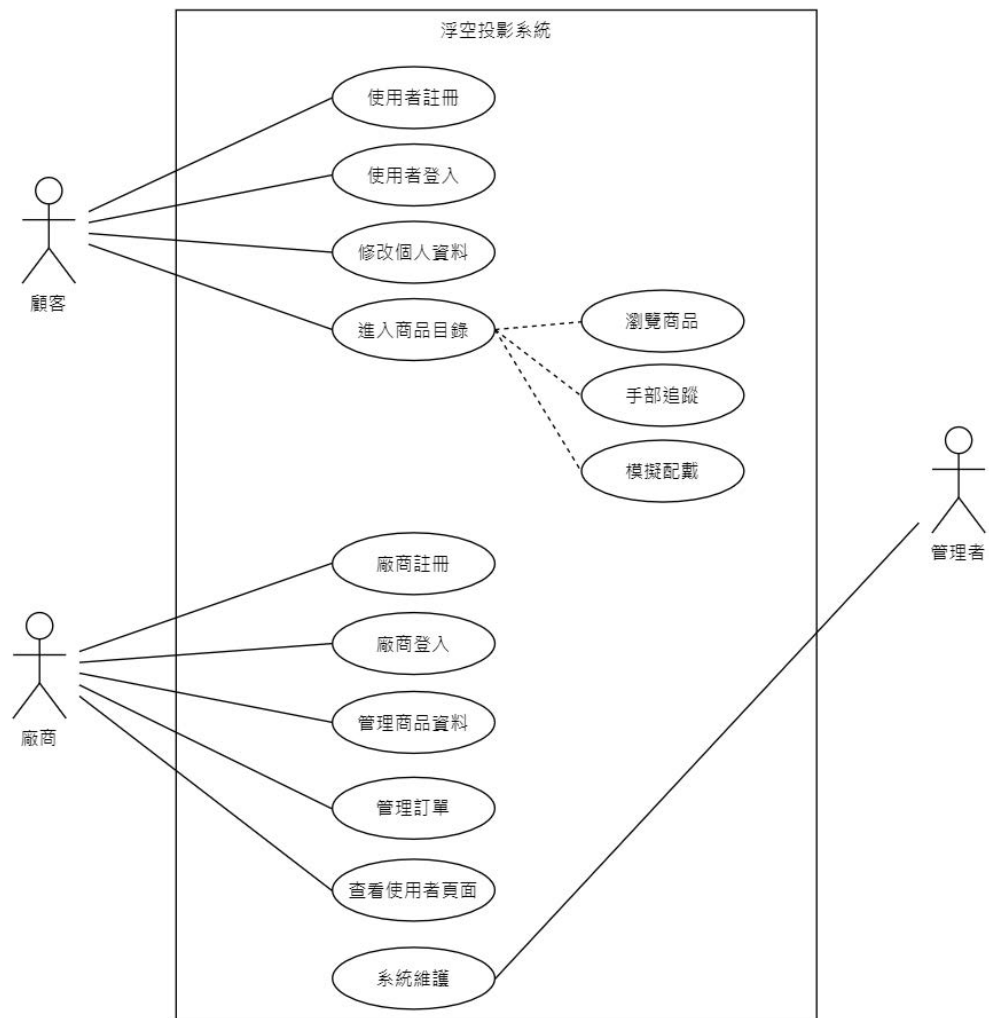 浮空投影系統
使用者註冊
使用者登入
修改個人資料
進入商品目錄
顧客
瀏覽商品
手部追蹤
模擬配戴
管理者
廠商註冊
廠商登入
管理商品資料
管理訂單
查看使用者頁面
廠商
系統維護